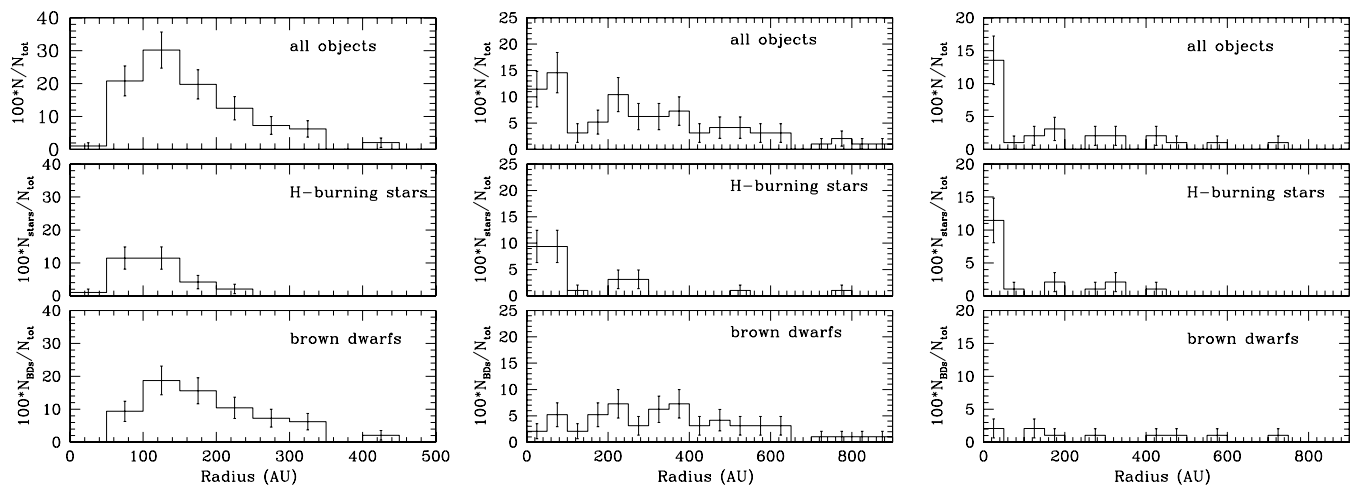 all objects
100*N/N_tot
40
30
20
10
0
H-burning stars
100*N_stars/N_tot
40
30
20
10
0
brown dwarfs
100*N_BDs/N_tot
40
30
20
10
0
0 100 200 300 400 500
Radius (AU)
all objects
100*N/N_tot
25
20
15
10
5
0
H-burning stars
100*N_stars/N_tot
25
20
15
10
5
0
brown dwarfs
100*N_BDs/N_tot
25
20
15
10
5
0
0 200 400 600 800
Radius (AU)
all objects
100*N/N_tot
20
15
10
5
0
H-burning stars
100*N_stars/N_tot
20
15
10
5
0
brown dwarfs
100*N_BDs/N_tot
20
15
10
5
0
0 200 400 600 800
Radius (AU)